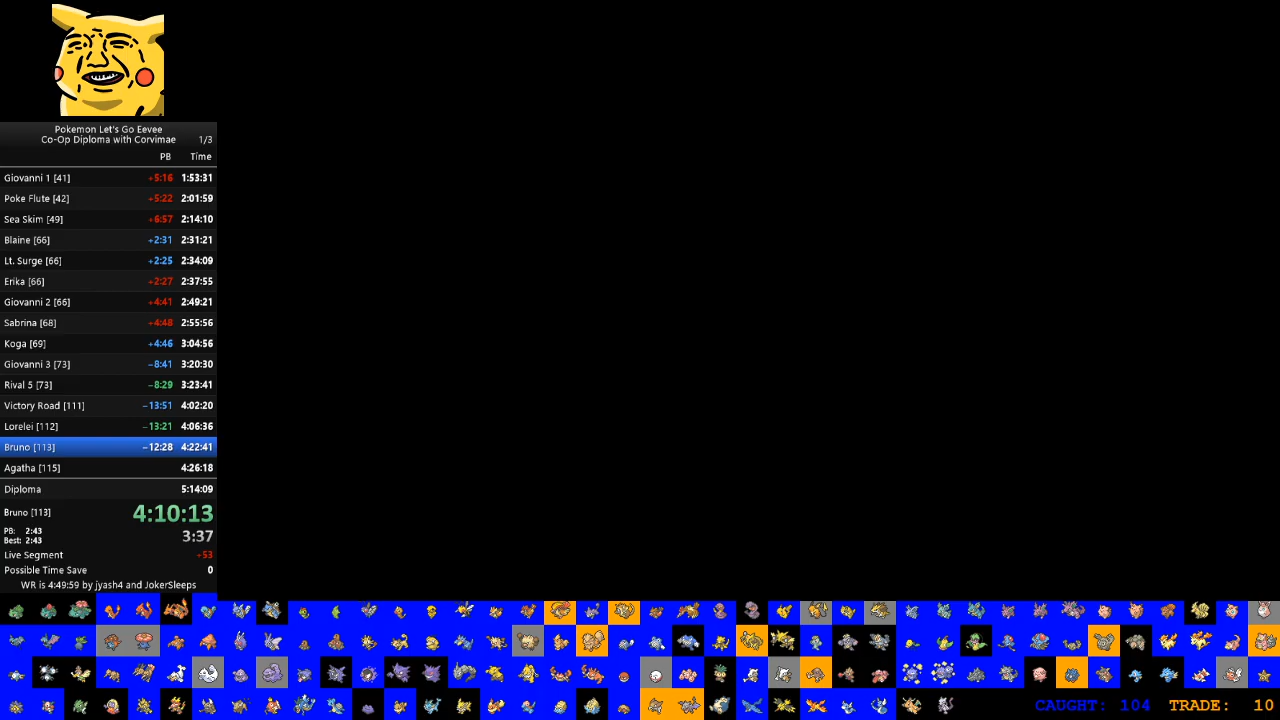 Pokemon Let's Go Eevee
Co-Op Diploma with Corvimae 1/3
PB Time
Giovanni 1 [41] +5:16 1:53:31
Poke Flute [42] +5:22 2:01:59
Sea Skim [49] +6:57 2:14:10
Blaine [66] +2:31 2:31:21
Lt. Surge [66] +2:25 2:34:09
Erika [66] +2:27 2:37:55
Giovanni 2 [66] +4:41 2:49:21
Sabrina [68] +4:48 2:55:56
Koga [69] +4:46 3:04:56
Giovanni 3 [73] −8:41 3:20:30
Rival 5 [73] −8:29 3:23:41
Victory Road [111] −13:51 4:02:20
Lorelei [112] −13:21 4:06:36
Bruno [113] −12:28 4:22:41
Agatha [115] 4:26:18
Diploma 5:14:09
Bruno [113] 4:10:13
PB: 2:43
Best: 2:43 3:37
Live Segment +53
Possible Time Save 0
WR is 4:49:59 by jyash4 and JokerSleeps
CAUGHT: 104 TRADE: 10